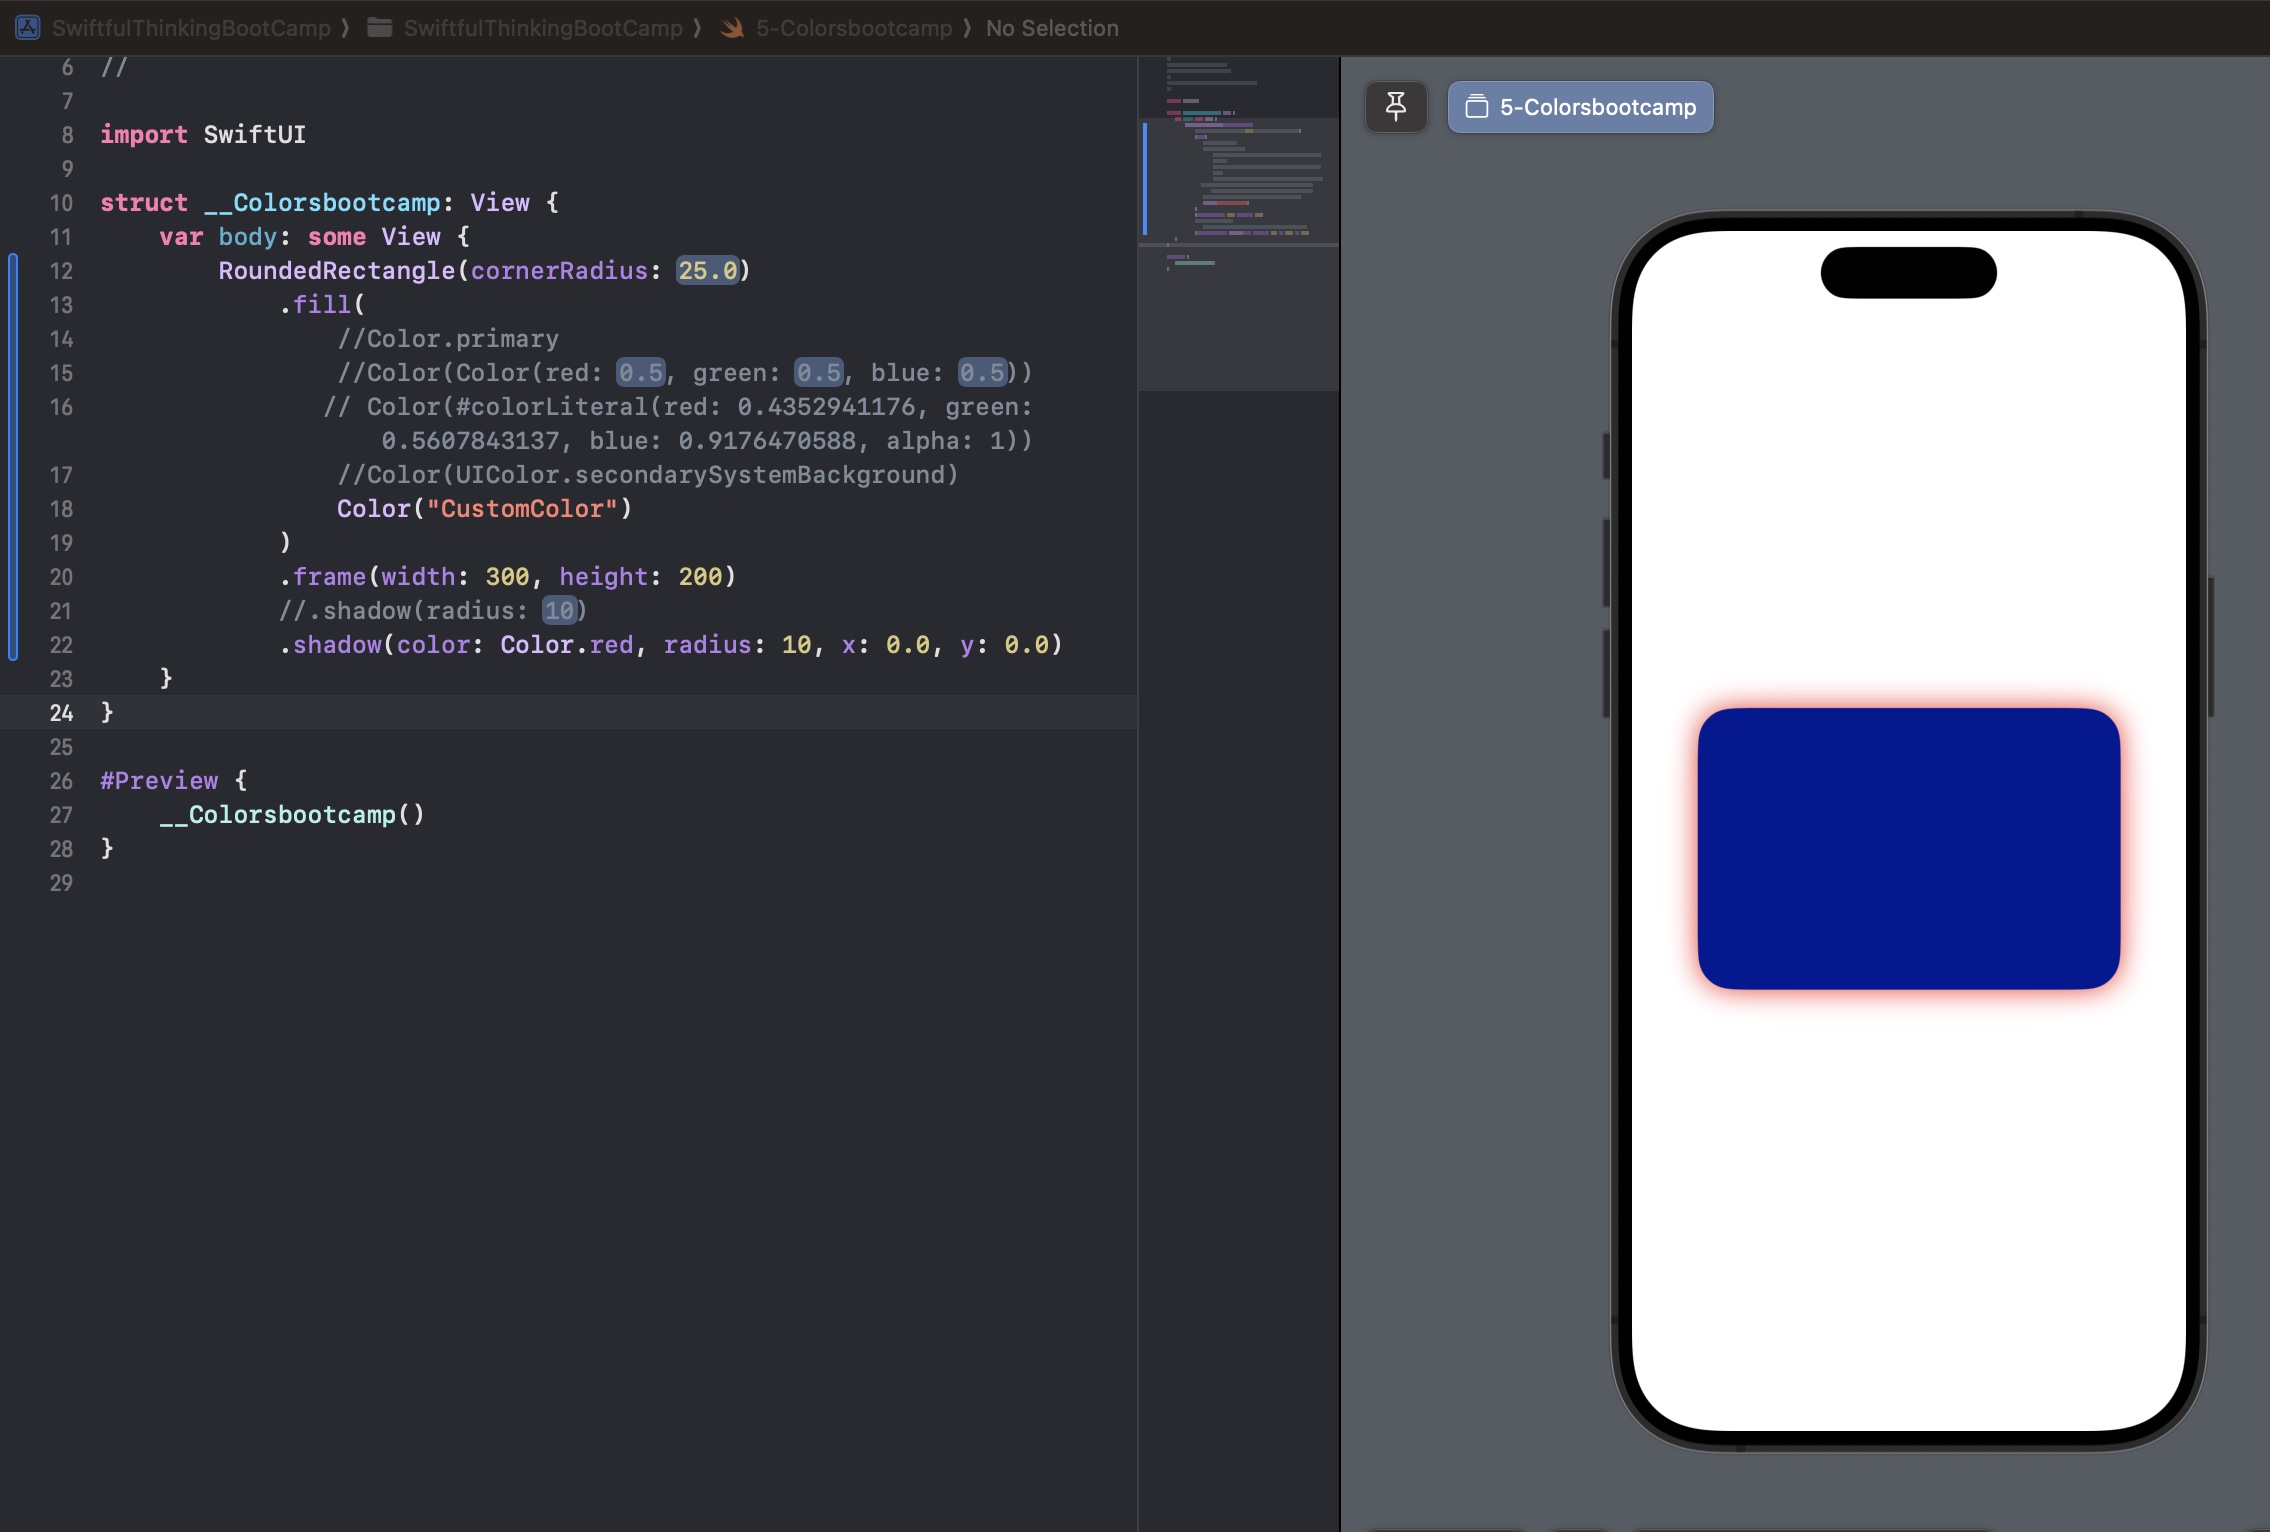 SwiftfulThinkingBootCamp ❭ SwiftfulThinkingBootCamp ❭ 5-Colorsbootcamp ❭ No Selection
6 //
7
8 import SwiftUI
9
10 struct __Colorsbootcamp: View {
11 var body: some View {
12 RoundedRectangle(cornerRadius: 25.0)
13 .fill(
14 //Color.primary
15 //Color(Color(red: 0.5, green: 0.5, blue: 0.5))
16 // Color(#colorLiteral(red: 0.4352941176, green:
0.5607843137, blue: 0.9176470588, alpha: 1))
17 //Color(UIColor.secondarySystemBackground)
18 Color("CustomColor")
19 )
20 .frame(width: 300, height: 200)
21 //.shadow(radius: 10)
22 .shadow(color: Color.red, radius: 10, x: 0.0, y: 0.0)
23 }
24 }
25
26 #Preview {
27 __Colorsbootcamp()
28 }
29
5-Colorsbootcamp